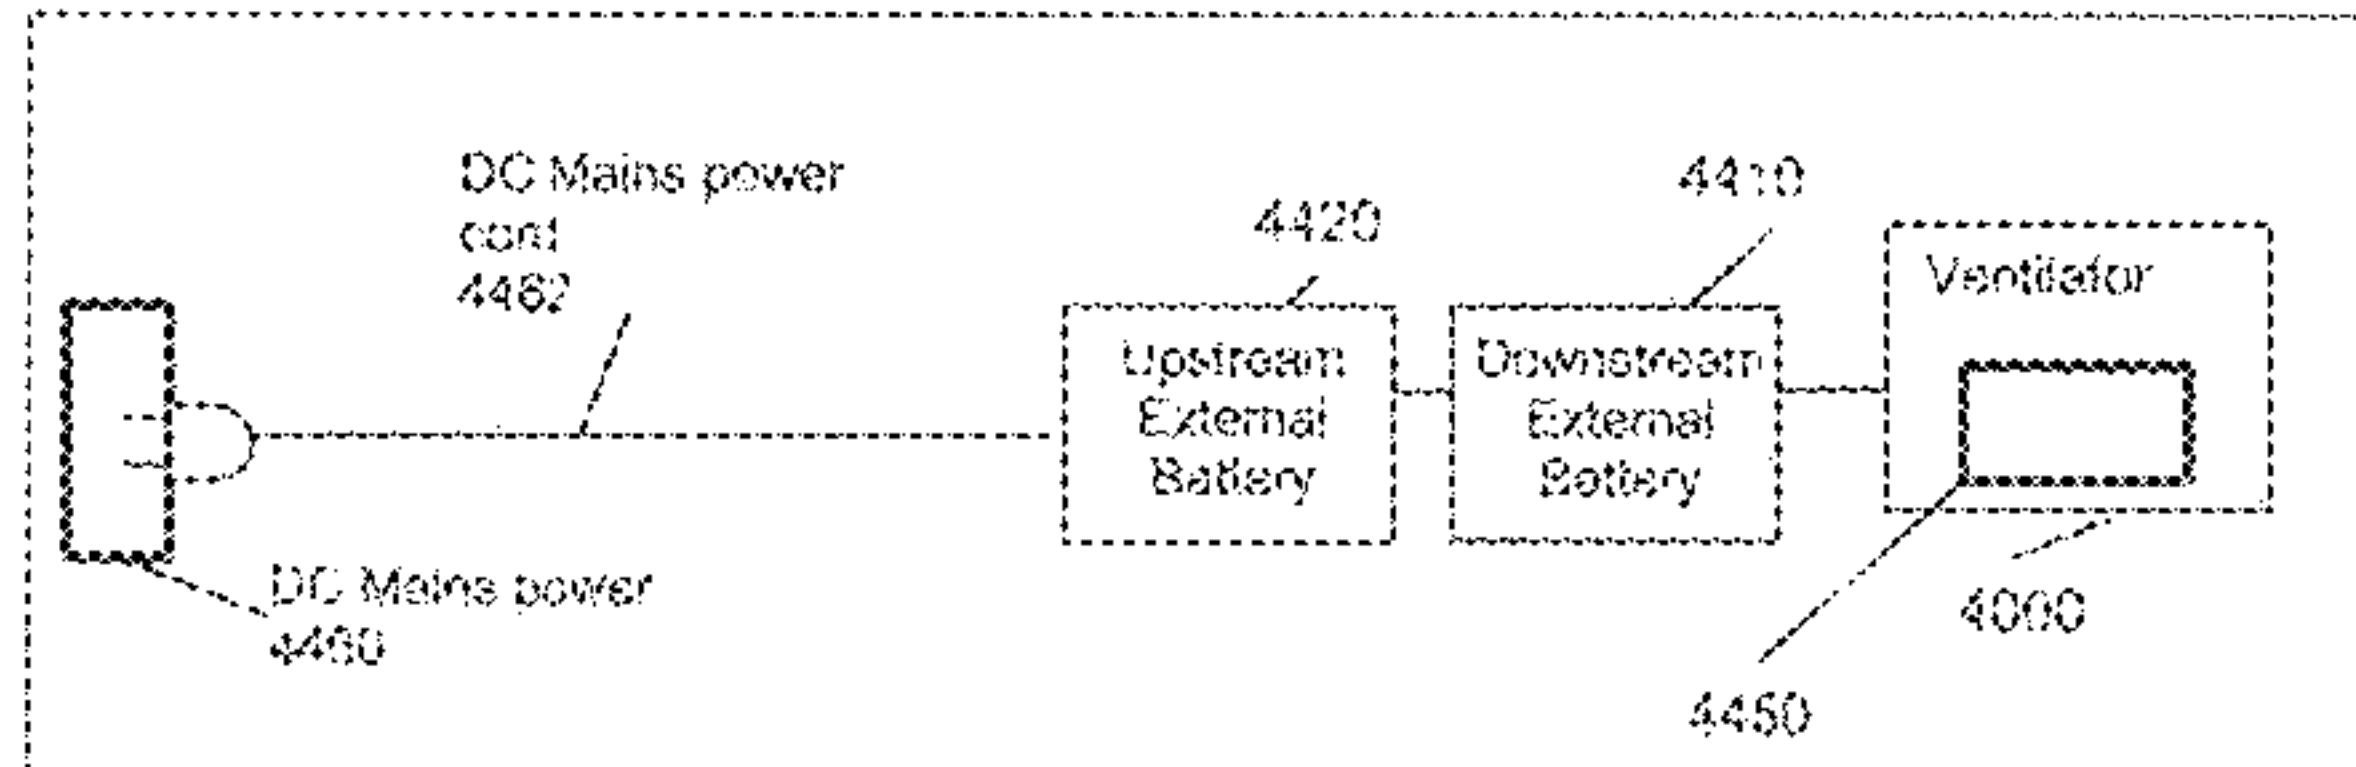 DC Mains power
cord
4462
4420
4410
Ventilator
Upstream
External
Battery
Downstream
External
Battery
DC Mains power
4460
4000
4450